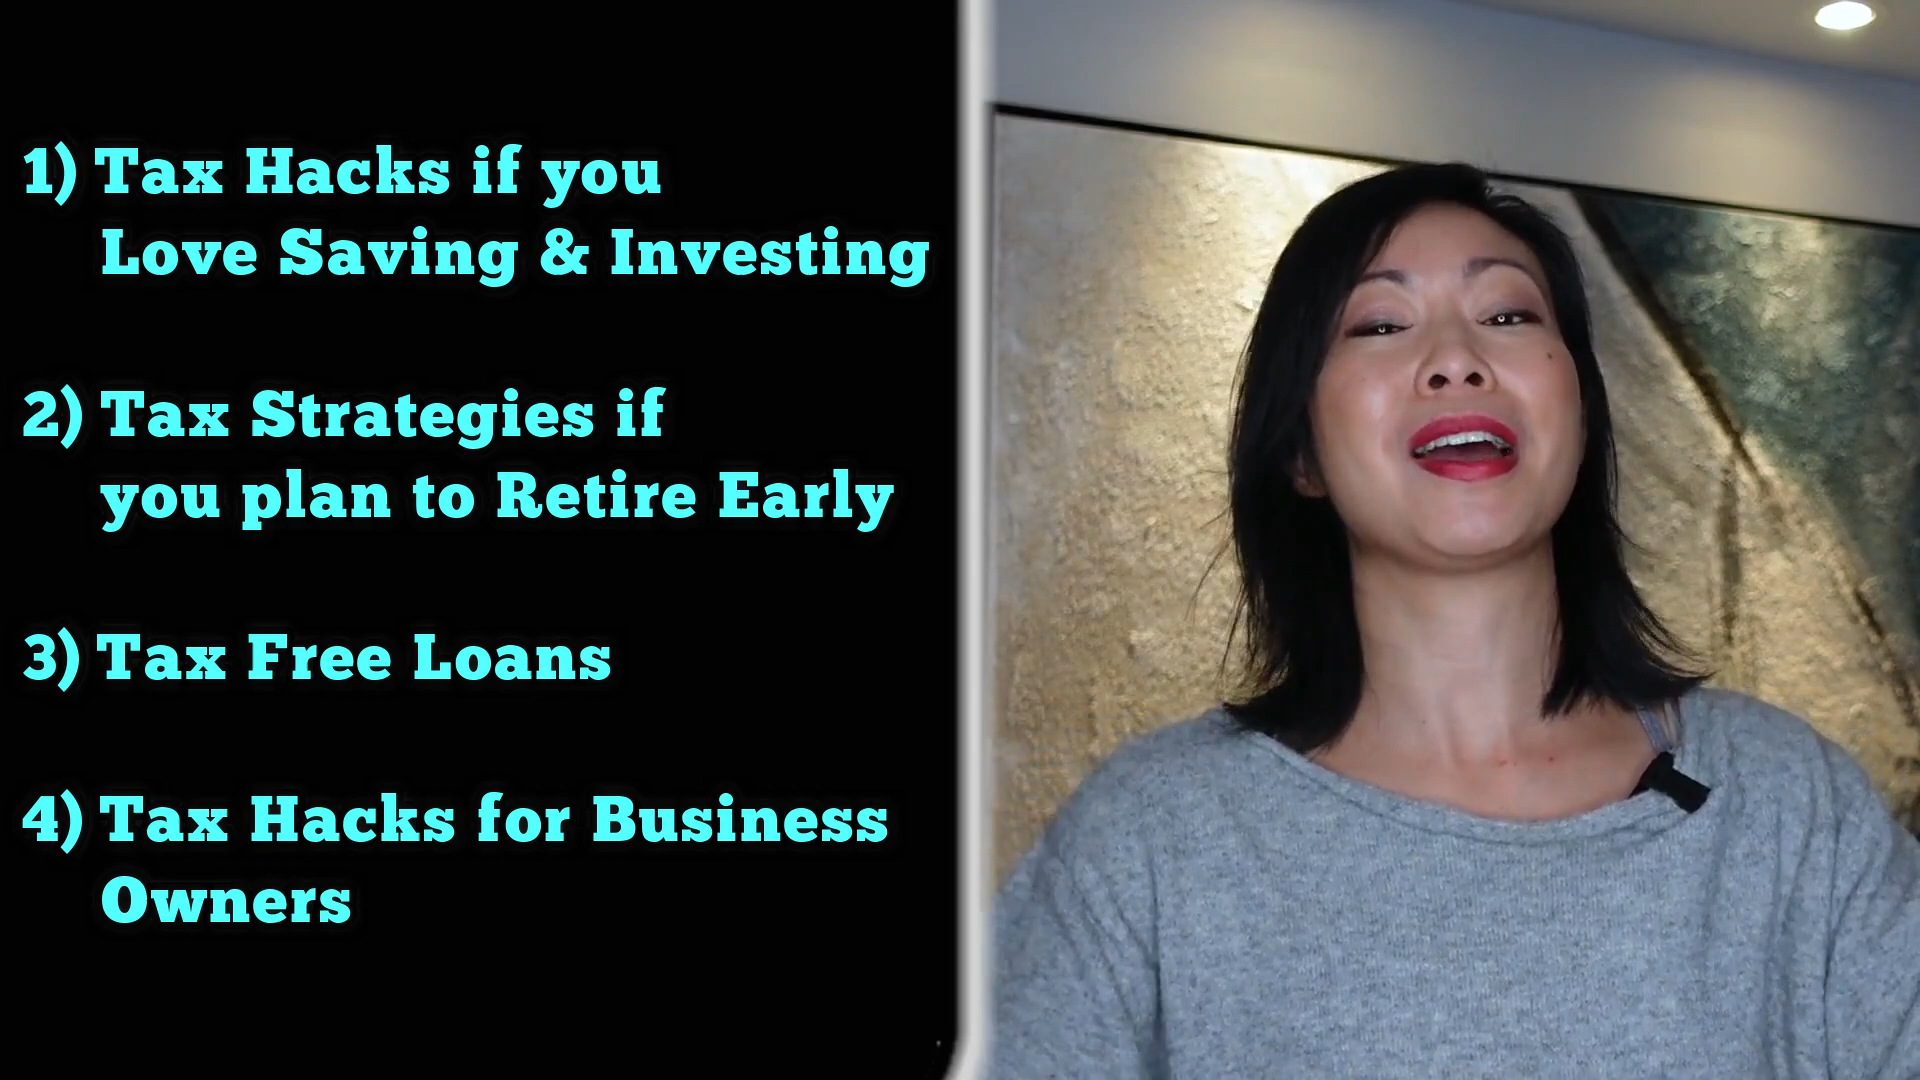 1) Tax Hacks if you
Love Saving & Investing
2) Tax Strategies if
you plan to Retire Early
3) Tax Free Loans
4) Tax Hacks for Business
Owners